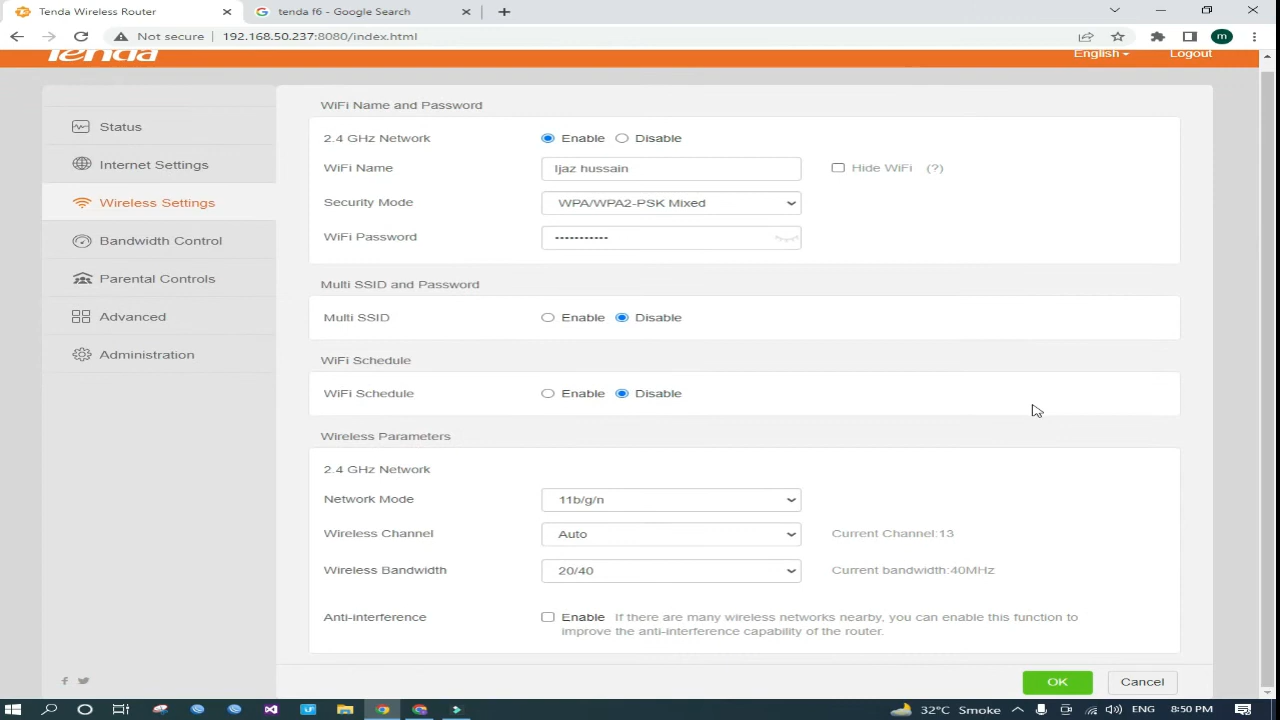 Tenda Wireless Router
tenda f6 - Google Search
Not secure
192.168.50.237:8080/index.html
m
Tenda
English
Logout
Status
Internet Settings
Wireless Settings
Bandwidth Control
Parental Controls
Advanced
Administration
WiFi Name and Password
2.4 GHz Network Enable Disable
WiFi Name Ijaz hussain Hide WiFi (?)
Security Mode WPA/WPA2-PSK Mixed
WiFi Password -----------
Multi SSID and Password
Multi SSID Enable Disable
WiFi Schedule
WiFi Schedule Enable Disable
Wireless Parameters
2.4 GHz Network
Network Mode 11b/g/n
Wireless Channel Auto Current Channel:13
Wireless Bandwidth 20/40 Current bandwidth:40MHz
Anti-interference Enable If there are many wireless networks nearby, you can enable this function to
improve the anti-interference capability of the router.
OK Cancel
32°C Smoke ENG 8:50 PM